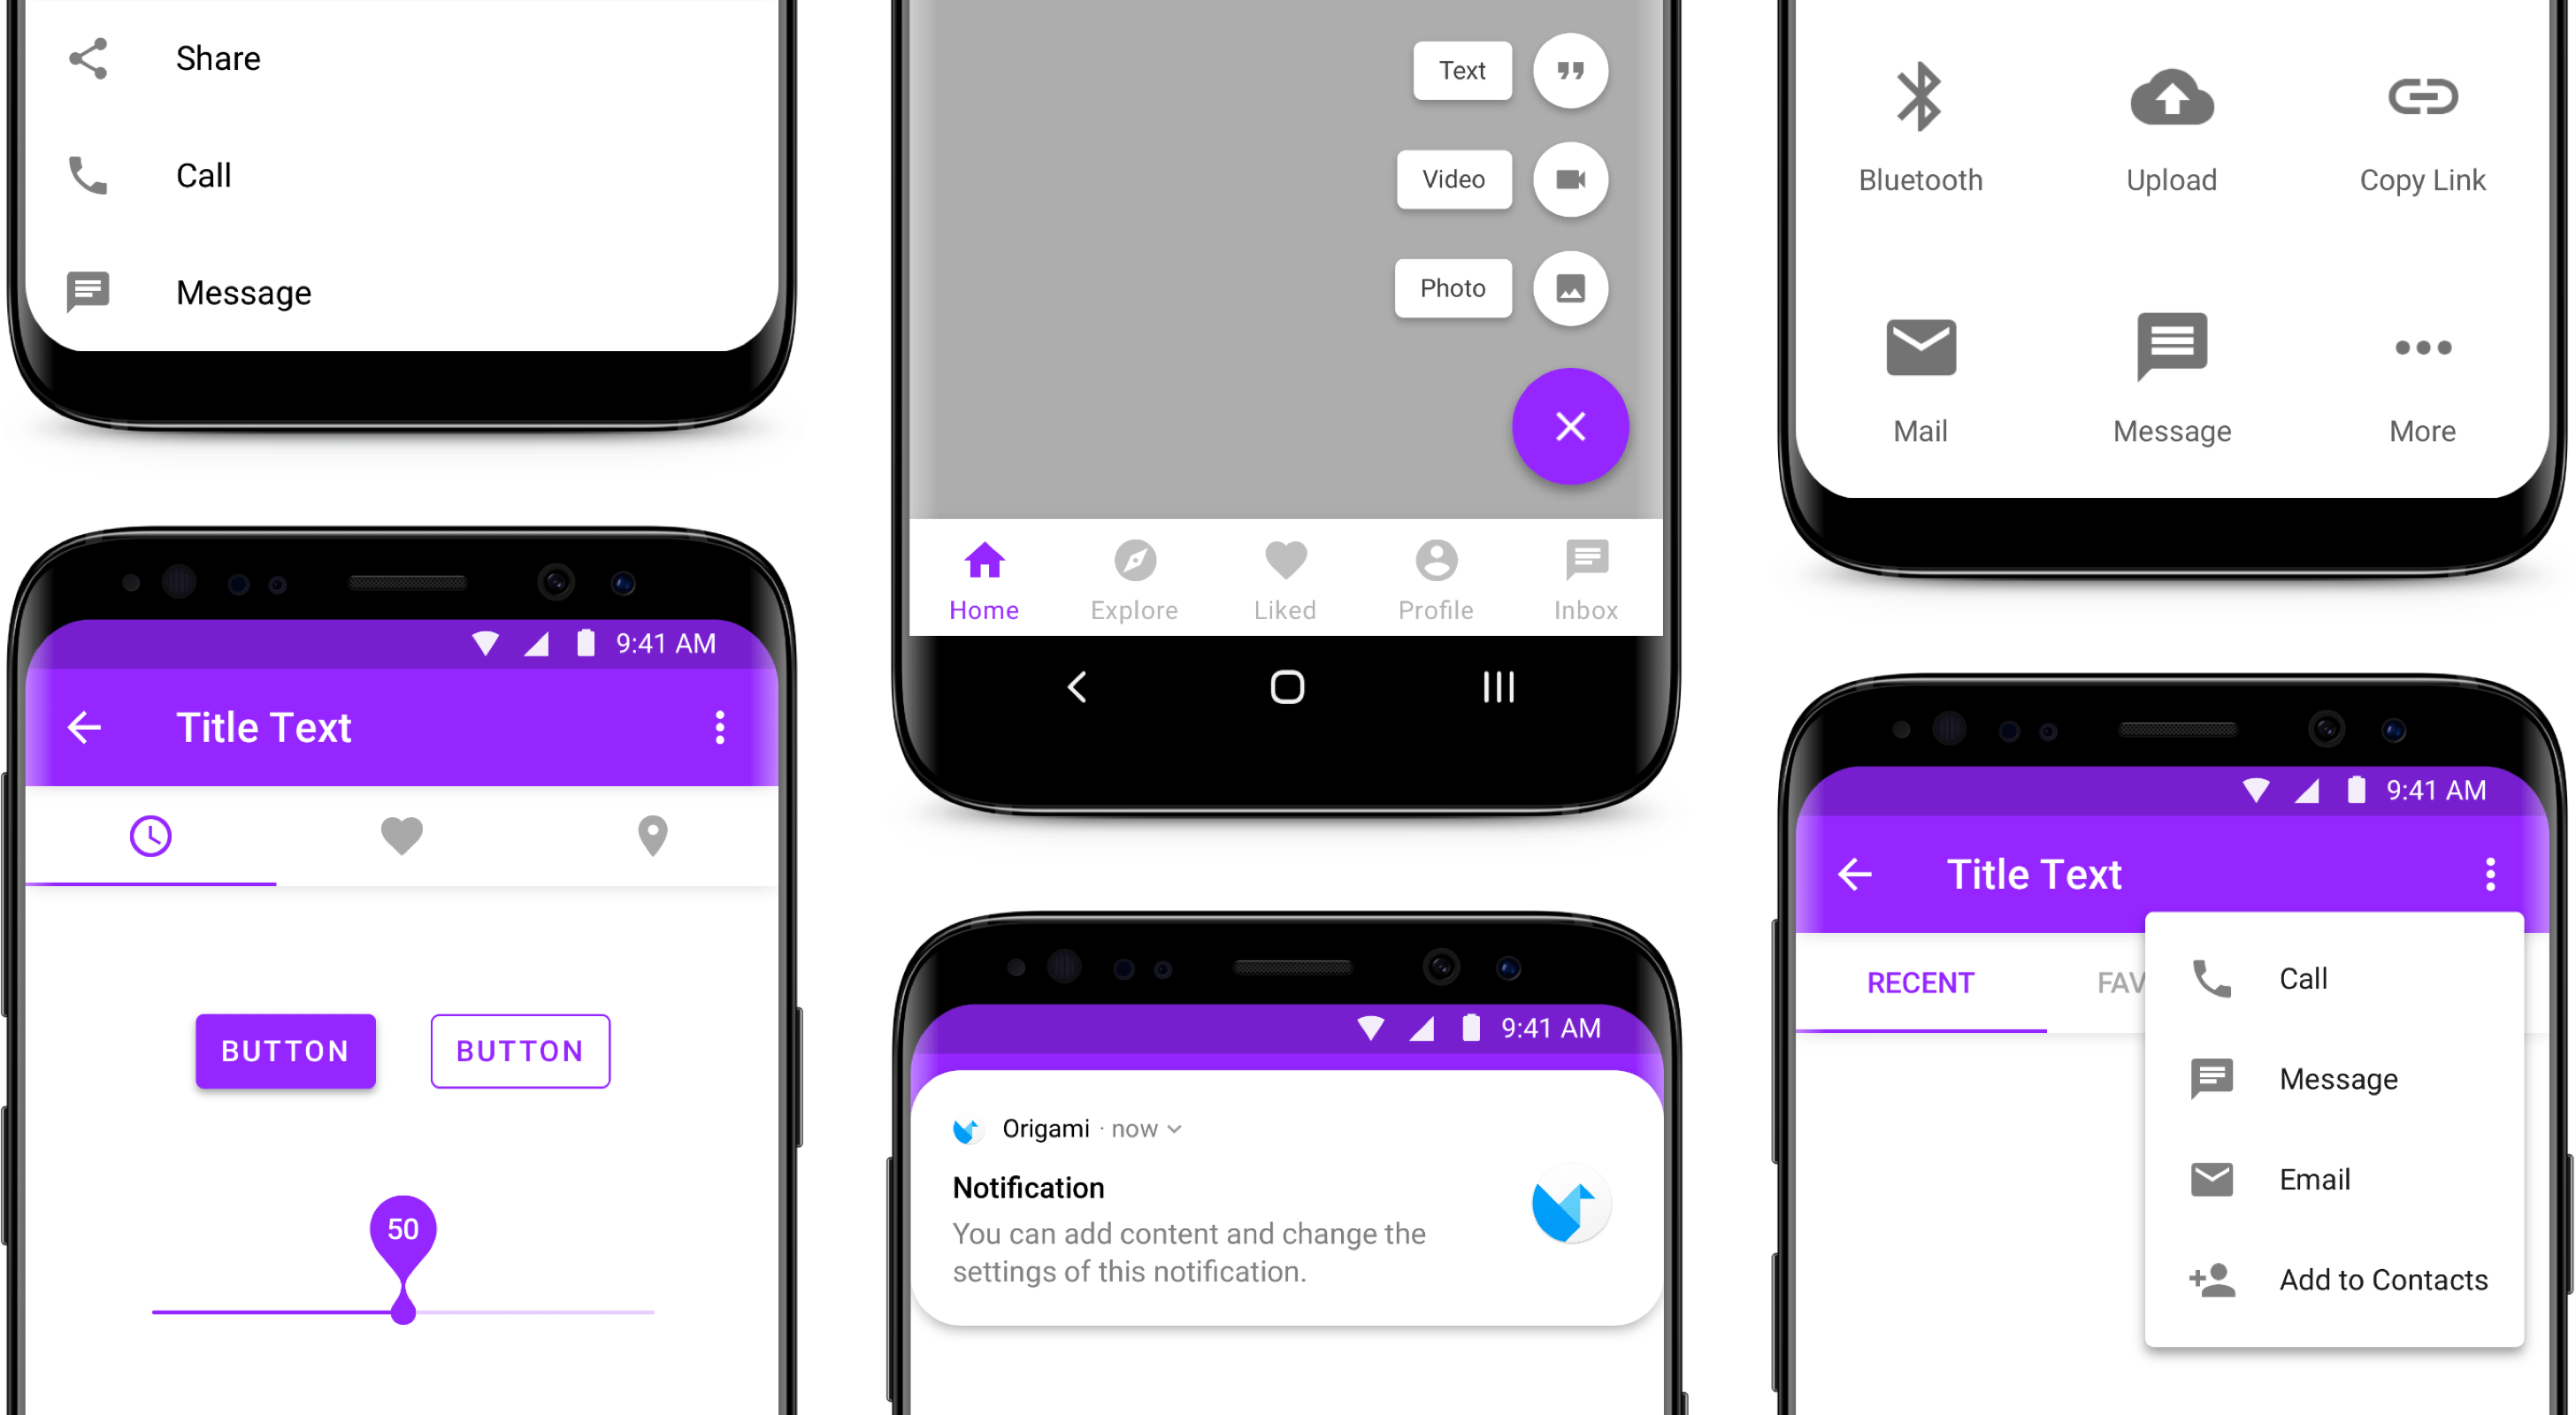 Share
Call
Message
Text
Video
Photo
Home
Explore
Liked
Profile
Inbox
Bluetooth
Upload
Copy Link
Mail
Message
More
9:41 AM
Title Text
BUTTON
BUTTON
50
9:41 AM
Origami · now
Notification
You can add content and change the
settings of this notification.
9:41 AM
Title Text
RECENT
FAV
Call
Message
Email
Add to Contacts